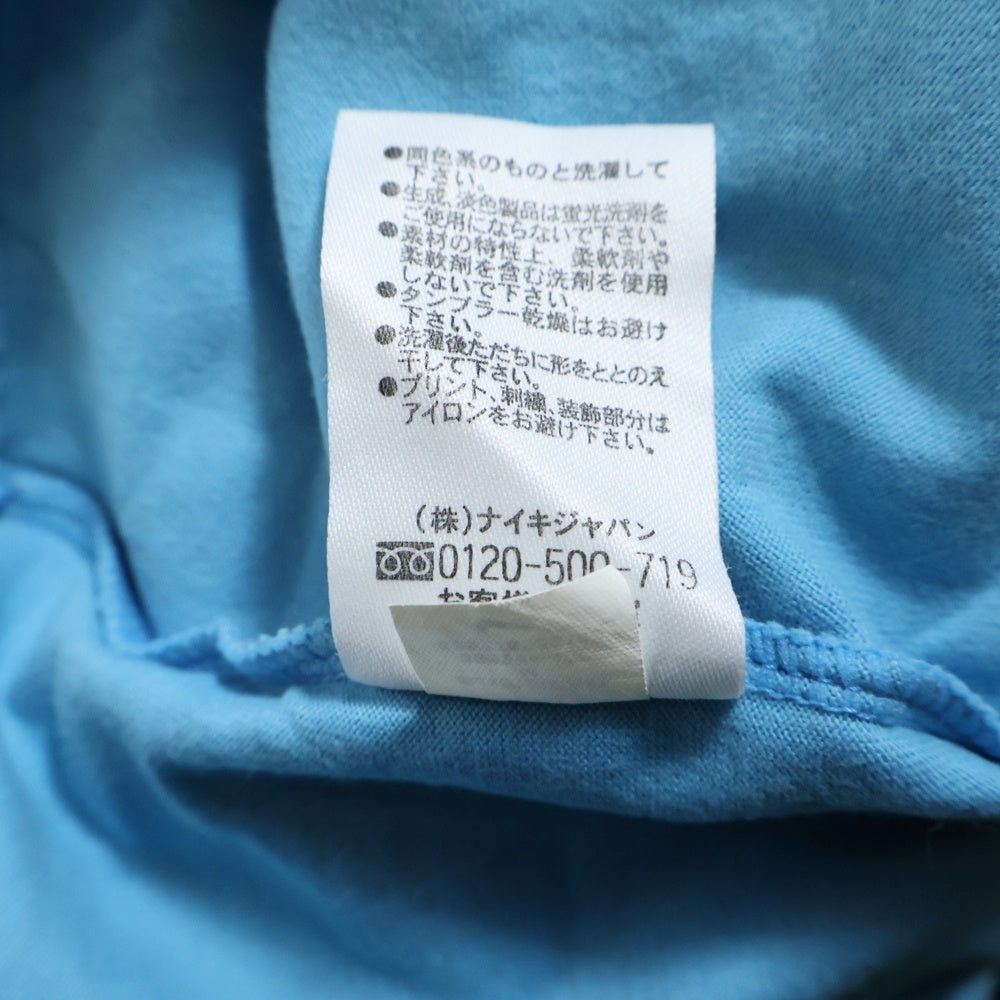 ●同色系のものと洗濯して
下さい。
●生成、淡色製品は蛍光洗剤を
ご使用にならないで下さい。
●素材の特性上、柔軟剤や
柔軟剤を含む洗剤を使用
しないで下さい。
●タンブラー乾燥はお避け
下さい。
●洗濯後ただちに形をととのえ
干して下さい。
●プリント、刺繍、装飾部分は
アイロンをお避け下さい。
(株)ナイキジャパン
0120-500-719
お客様